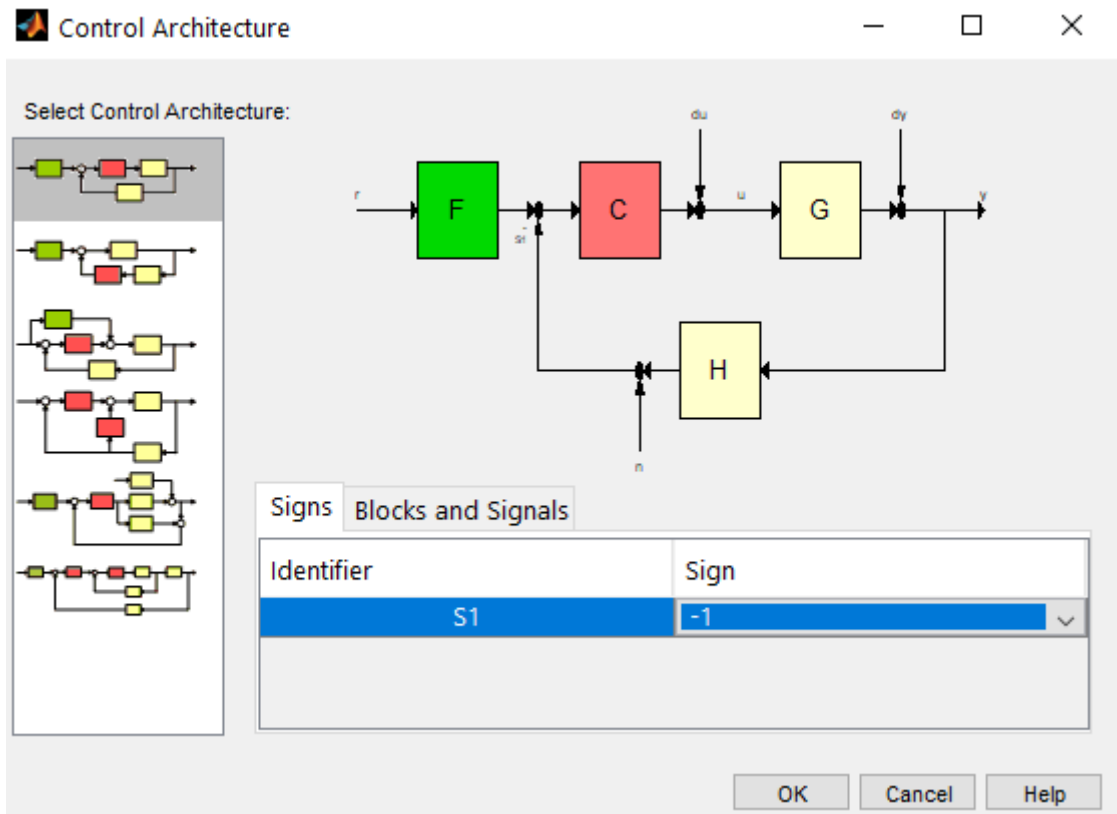 Control Architecture
Select Control Architecture:
du
dy
r
F
C
u
G
y
S1
-
H
n
Signs
Blocks and Signals
Identifier
Sign
S1
-1
OK
Cancel
Help